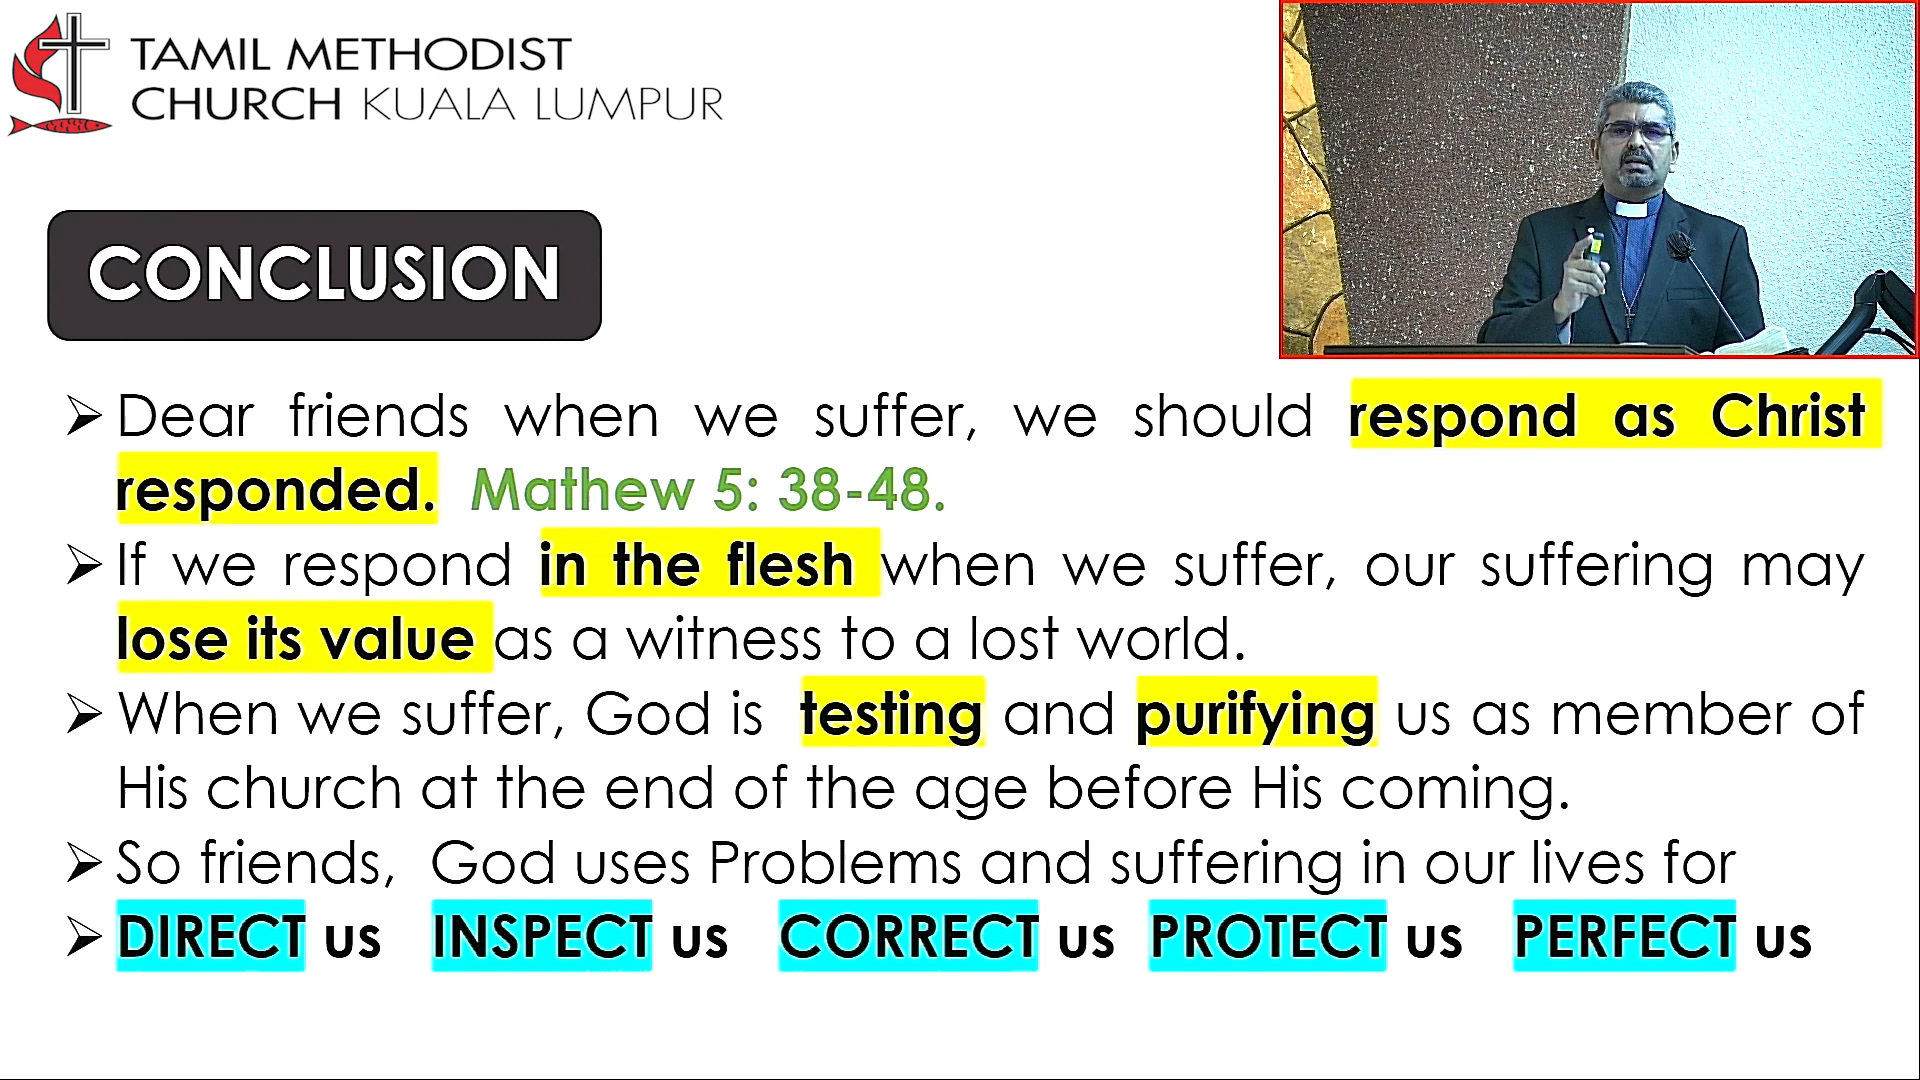 TAMIL METHODIST
CHURCH KUALA LUMPUR
CONCLUSION
➢ Dear friends when we suffer, we should respond as Christ
responded. Mathew 5: 38-48.
➢ If we respond in the flesh when we suffer, our suffering may
lose its value as a witness to a lost world.
➢ When we suffer, God is testing and purifying us as member of
His church at the end of the age before His coming.
➢ So friends, God uses Problems and suffering in our lives for
➢ DIRECT us INSPECT us CORRECT us PROTECT us PERFECT us